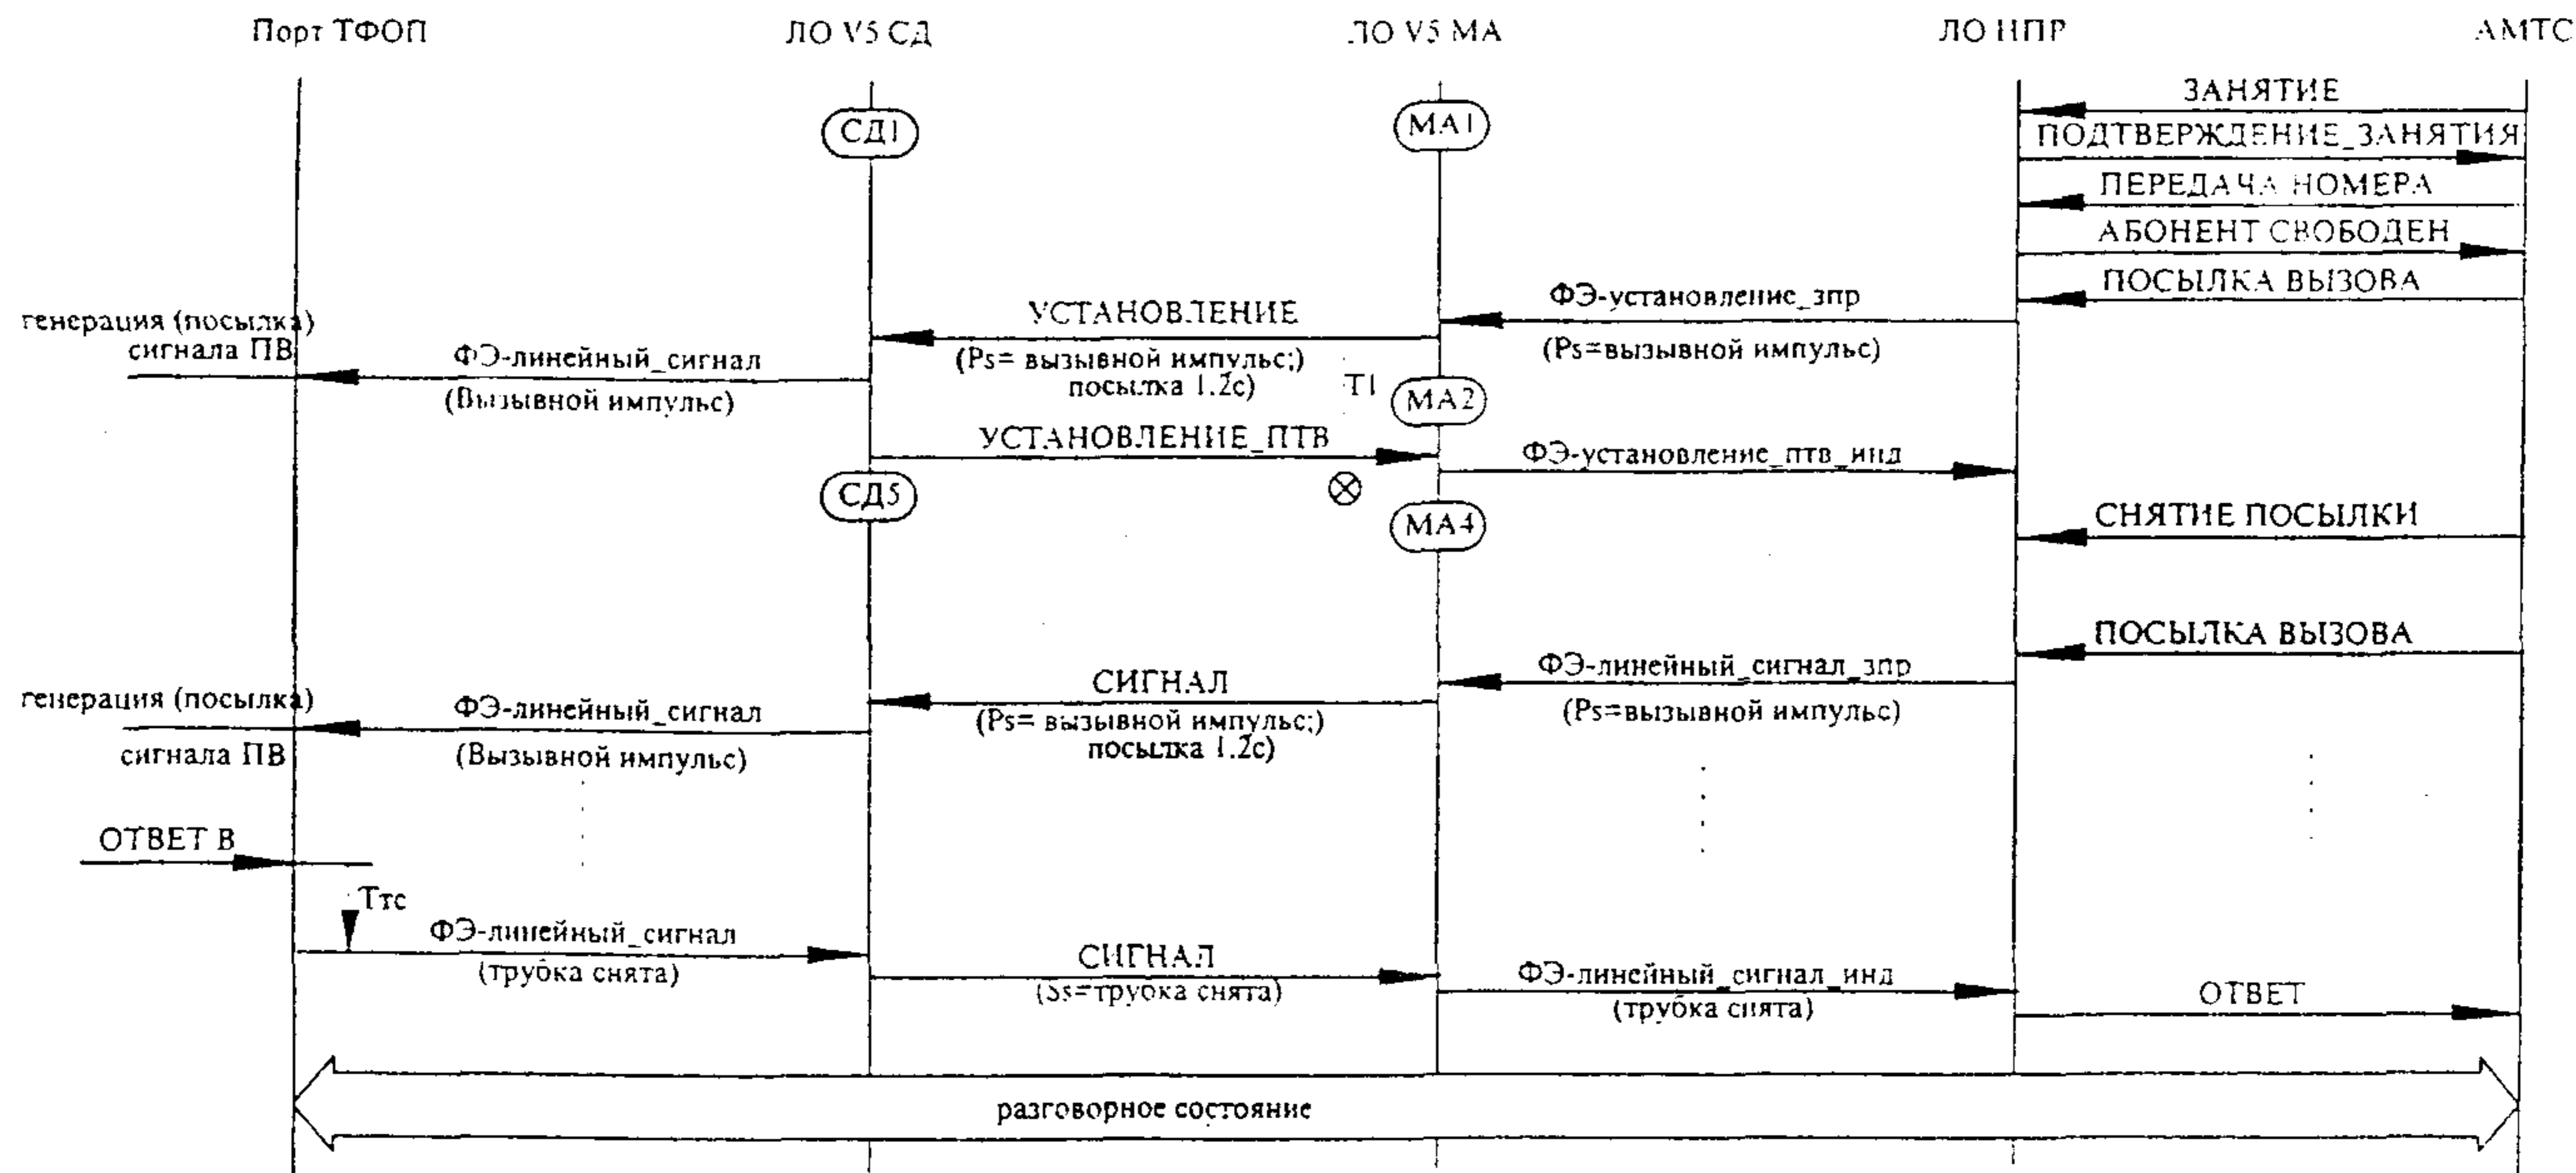 Порт ТФОП
ЛО V5 СД
ЛО V5 МА
ЛО НПР
АМТС
ЗАНЯТИЕ
СД1
МА1
ПОДТВЕРЖДЕНИЕ_ЗАНЯТИЯ
ПЕРЕДАЧА НОМЕРА
АБОНЕНТ СВОБОДЕН
ПОСЫЛКА ВЫЗОВА
ФЭ-установление_зпр
(Ps=вызывной импульс)
УСТАНОВЛЕНИЕ
(Ps= вызывной импульс;)
посылка 1.2с)
генерация (посылка)
сигнала ПВ
ФЭ-линейный_сигнал
(Вызывной импульс)
Т1
МА2
УСТАНОВЛЕНИЕ_ПТВ
ФЭ-установление_птв_инд
СД5
МА4
СНЯТИЕ ПОСЫЛКИ
ПОСЫЛКА ВЫЗОВА
ФЭ-линейный_сигнал_зпр
(Ps=вызывной импульс)
СИГНАЛ
(Ps= вызывной импульс;)
посылка 1.2с)
генерация (посылка)
сигнала ПВ
ФЭ-линейный_сигнал
(Вызывной импульс)
ОТВЕТ В
Ттс
ФЭ-линейный_сигнал
(трубка снята)
СИГНАЛ
(Ss=трубка снята)
ФЭ-линейный_сигнал_инд
(трубка снята)
ОТВЕТ
разговорное состояние